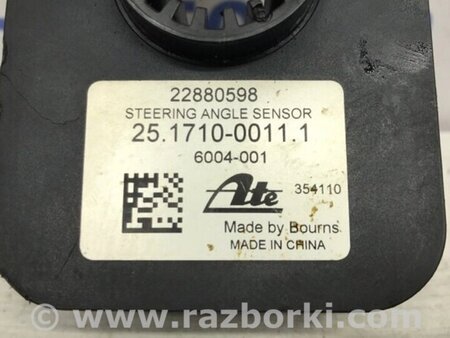 22880598
STEERING ANGLE SENSOR
25.1710-0011.1
6004-001
Ate 354110
Made by Bourns
MADE IN CHINA
www.razborki.com